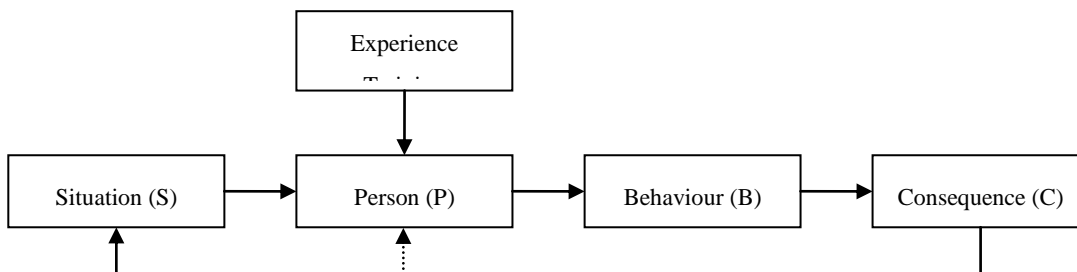 Experience
Situation (S)
Person (P)
Behaviour (B)
Consequence (C)